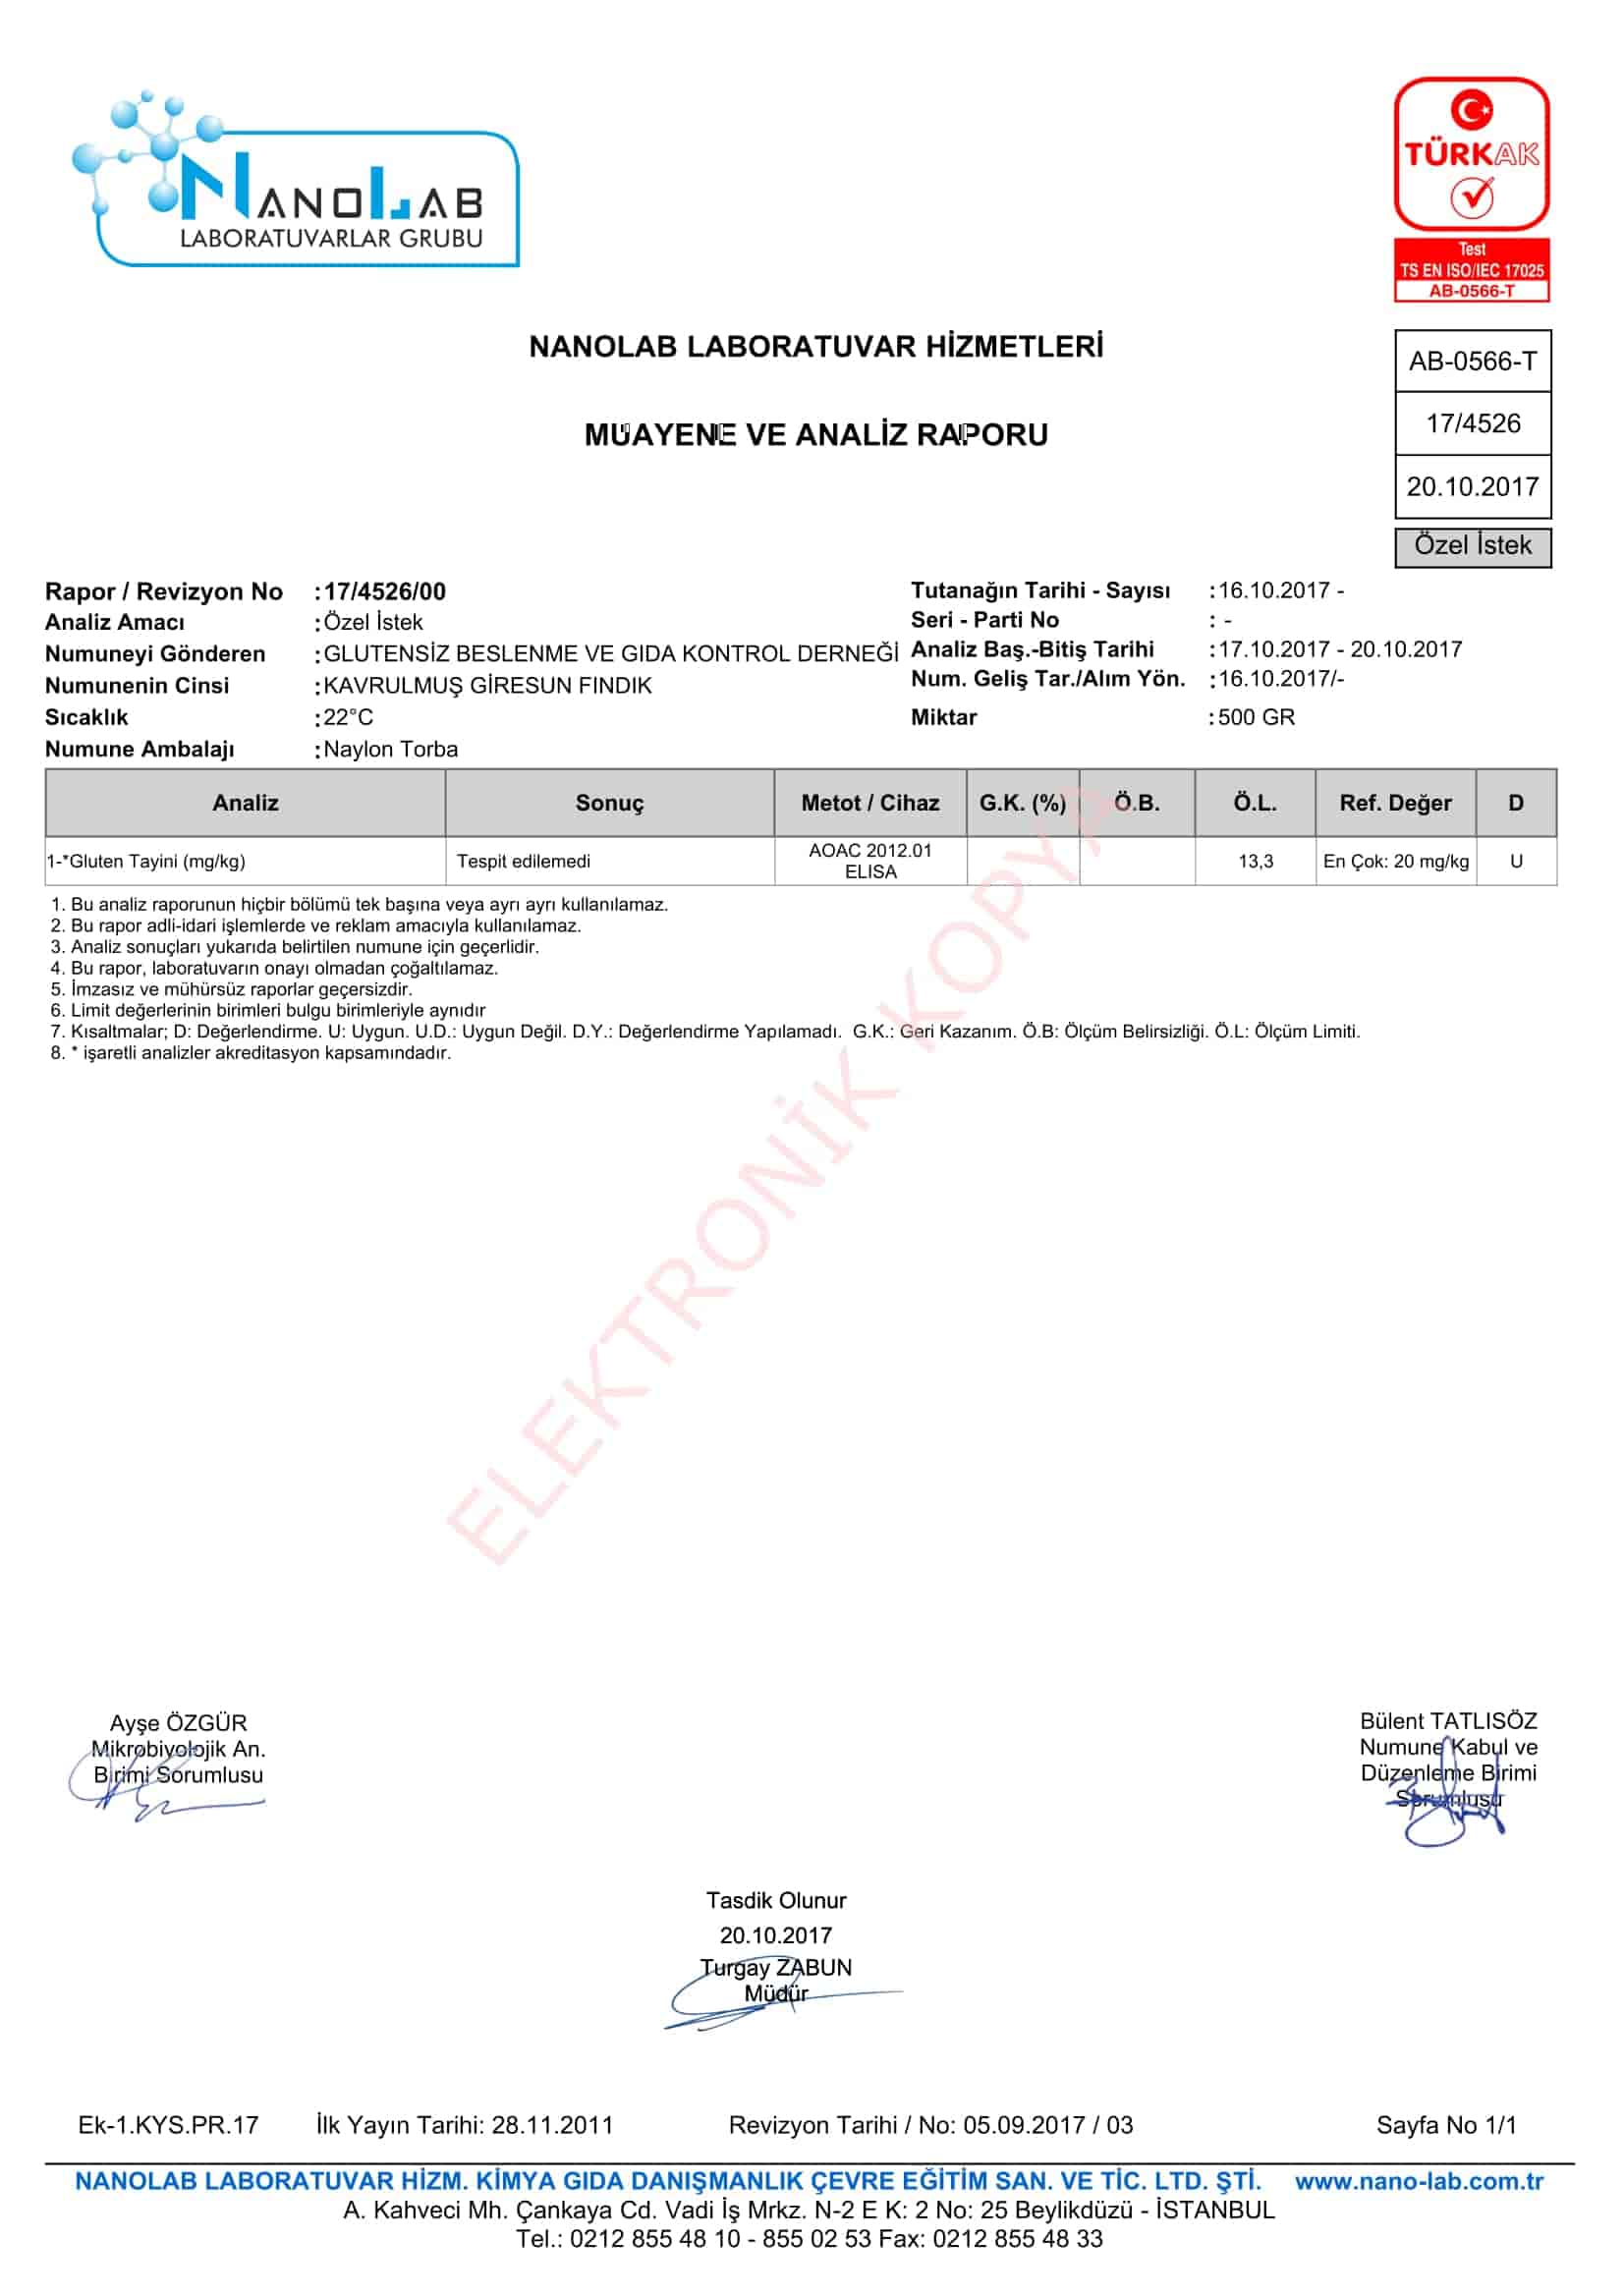 NANOLAB
LABORATUVARLAR GRUBU
TÜRKAK
Test
TS EN ISO/IEC 17025
AB-0566-T
NANOLAB LABORATUVAR HİZMETLERİ
MUAYENE VE ANALİZ RAPORU
AB-0566-T
17/4526
20.10.2017
Özel İstek
Rapor / Revizyon No :17/4526/00
Analiz Amacı :Özel İstek
Numuneyi Gönderen :GLUTENSİZ BESLENME VE GIDA KONTROL DERNEĞİ
Numunenin Cinsi :KAVRULMUŞ GİRESUN FINDIK
Sıcaklık :22°C
Numune Ambalajı :Naylon Torba
Tutanağın Tarihi - Sayısı :16.10.2017 -
Seri - Parti No : -
Analiz Baş.-Bitiş Tarihi :17.10.2017 - 20.10.2017
Num. Geliş Tar./Alım Yön. :16.10.2017/-
Miktar :500 GR
Analiz Sonuç Metot / Cihaz G.K. (%) Ö.B. Ö.L. Ref. Değer D
1-*Gluten Tayini (mg/kg) Tespit edilemedi AOAC 2012.01 ELISA 13,3 En Çok: 20 mg/kg U
1. Bu analiz raporunun hiçbir bölümü tek başına veya ayrı ayrı kullanılamaz.
2. Bu rapor adli-idari işlemlerde ve reklam amacıyla kullanılamaz.
3. Analiz sonuçları yukarıda belirtilen numune için geçerlidir.
4. Bu rapor, laboratuvarın onayı olmadan çoğaltılamaz.
5. İmzasız ve mühürsüz raporlar geçersizdir.
6. Limit değerlerinin birimleri bulgu birimleriyle aynıdır
7. Kısaltmalar; D: Değerlendirme. U: Uygun. U.D.: Uygun Değil. D.Y.: Değerlendirme Yapılamadı. G.K.: Geri Kazanım. Ö.B: Ölçüm Belirsizliği. Ö.L: Ölçüm Limiti.
8. * işaretli analizler akreditasyon kapsamındadır.
ELEKTRONİK KOPYA
Ayşe ÖZGÜR
Mikrobiyolojik An.
Birimi Sorumlusu
Bülent TATLISÖZ
Numune Kabul ve
Düzenleme Birimi
Sorumlusu
Tasdik Olunur
20.10.2017
Turgay ZABUN
Müdür
Ek-1.KYS.PR.17 İlk Yayın Tarihi: 28.11.2011 Revizyon Tarihi / No: 05.09.2017 / 03 Sayfa No 1/1
NANOLAB LABORATUVAR HİZM. KİMYA GIDA DANIŞMANLIK ÇEVRE EĞİTİM SAN. VE TİC. LTD. ŞTİ. www.nano-lab.com.tr
A. Kahveci Mh. Çankaya Cd. Vadi İş Mrkz. N-2 E K: 2 No: 25 Beylikdüzü - İSTANBUL
Tel.: 0212 855 48 10 - 855 02 53 Fax: 0212 855 48 33